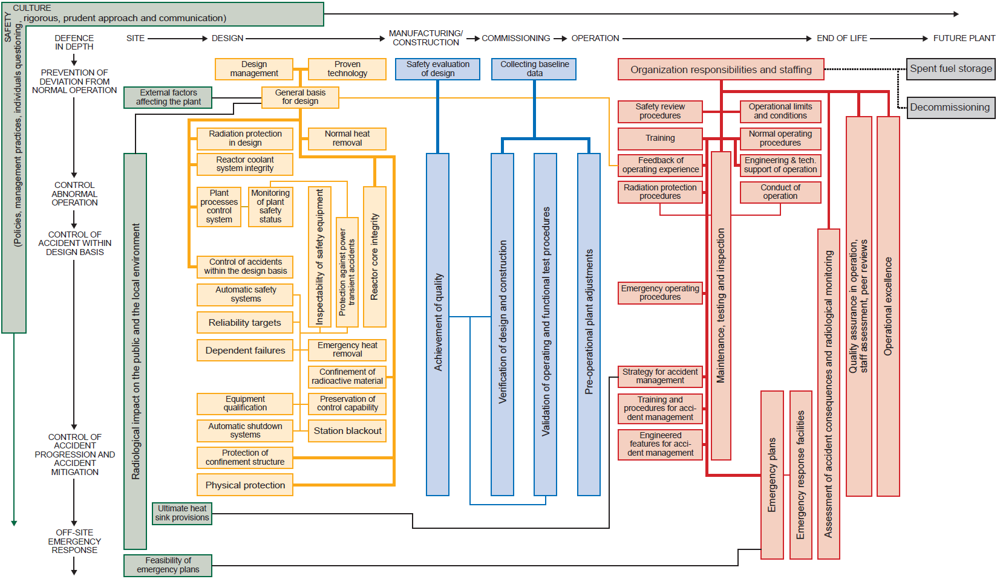 CULTURE
rigorous, prudent approach and communication)
SAFETY
(Policies, management practices, individuals questioning,
DEFENCE
IN DEPTH
SITE
DESIGN
MANUFACTURING/
CONSTRUCTION
COMMISSIONING
OPERATION
END OF LIFE
FUTURE PLANT
PREVENTION OF
DEVIATION FROM
NORMAL OPERATION
CONTROL
ABNORMAL
OPERATION
CONTROL OF
ACCIDENT WITHIN
DESIGN BASIS
CONTROL OF
ACCIDENT
PROGRESSION AND
ACCIDENT
MITIGATION
OFF-SITE
EMERGENCY
RESPONSE
External factors
affecting the plant
Radiological impact on the public and the local environment
Ultimate heat
sink provisions
Feasibility of
emergency plans
Design
management
Proven
technology
General basis
for design
Radiation protection
in design
Normal heat
removal
Reactor coolant
system integrity
Plant
processes
control
system
Monitoring
of plant
safety
status
Inspectability of safety equipment
Protection against power
transient accidents
Reactor core integrity
Control of accidents
within the design basis
Automatic safety
systems
Reliability targets
Dependent failures
Emergency heat
removal
Confinement of
radioactive material
Equipment
qualification
Preservation of
control capability
Automatic shutdown
systems
Station blackout
Protection of
confinement structure
Physical protection
Safety evaluation
of design
Collecting baseline
data
Achievement of quality
Verification of design and construction
Validation of operating and functional test procedures
Pre-operational plant adjustments
Organization responsibilities and staffing
Safety review
procedures
Operational limits
and conditions
Training
Normal operating
procedures
Feedback of
operating experience
Engineering & tech.
support of operation
Radiation protection
procedures
Conduct of
operation
Maintenance, testing and inspection
Emergency operating
procedures
Strategy for accident
management
Training and
procedures for acci-
dent management
Engineered
features for acci-
dent management
Emergency plans
Emergency response facilities
Assessment of accident consequences and radiological monitoring
Quality assurance in operation,
staff assessment, peer reviews
Operational excellence
Spent fuel storage
Decommissioning